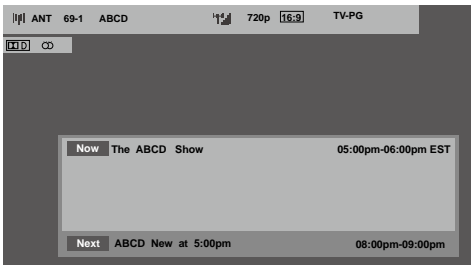 ANT 69-1 ABCD 720p 16:9 TV-PG
Now The ABCD Show 05:00pm-06:00pm EST
Next ABCD New at 5:00pm 08:00pm-09:00pm